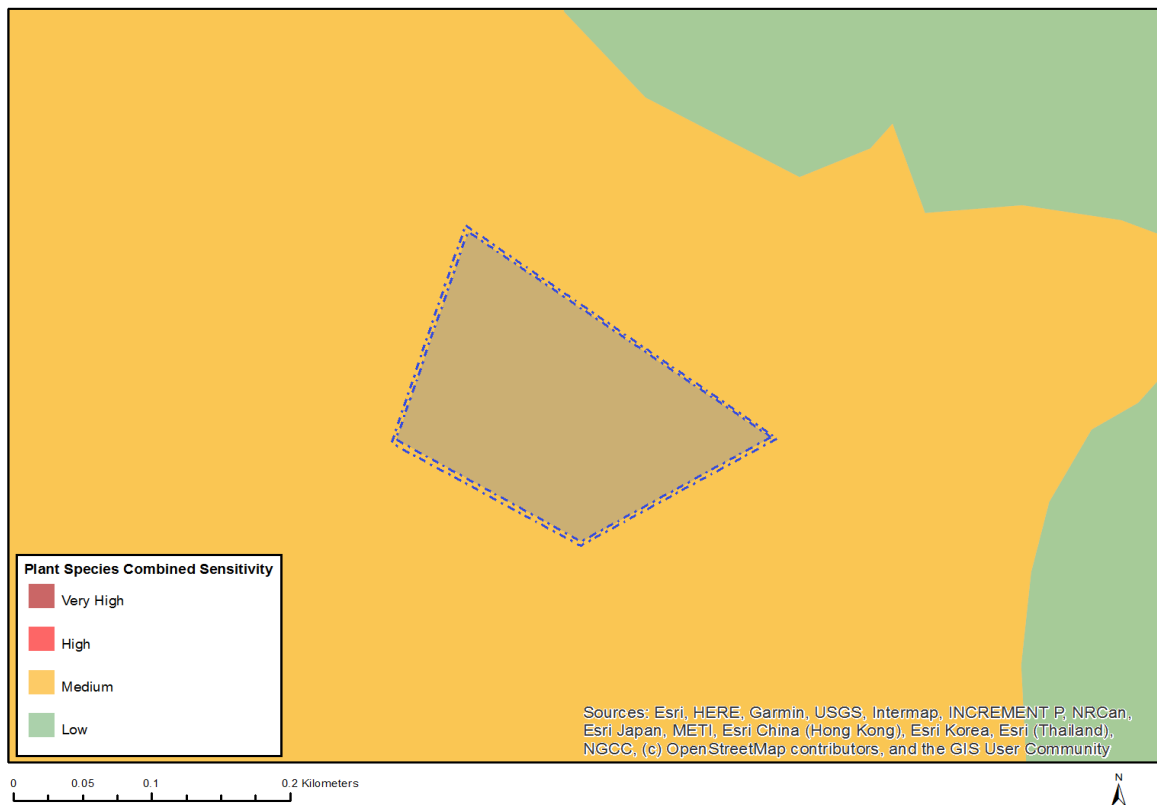 Plant Species Combined Sensitivity
Very High
High
Medium
Low
Sources: Esri, HERE, Garmin, USGS, Intermap, INCREMENT P, NRCan,
Esri Japan, METI, Esri China (Hong Kong), Esri Korea, Esri (Thailand),
NGCC, (c) OpenStreetMap contributors, and the GIS User Community
0 0.05 0.1 0.2 Kilometers
N